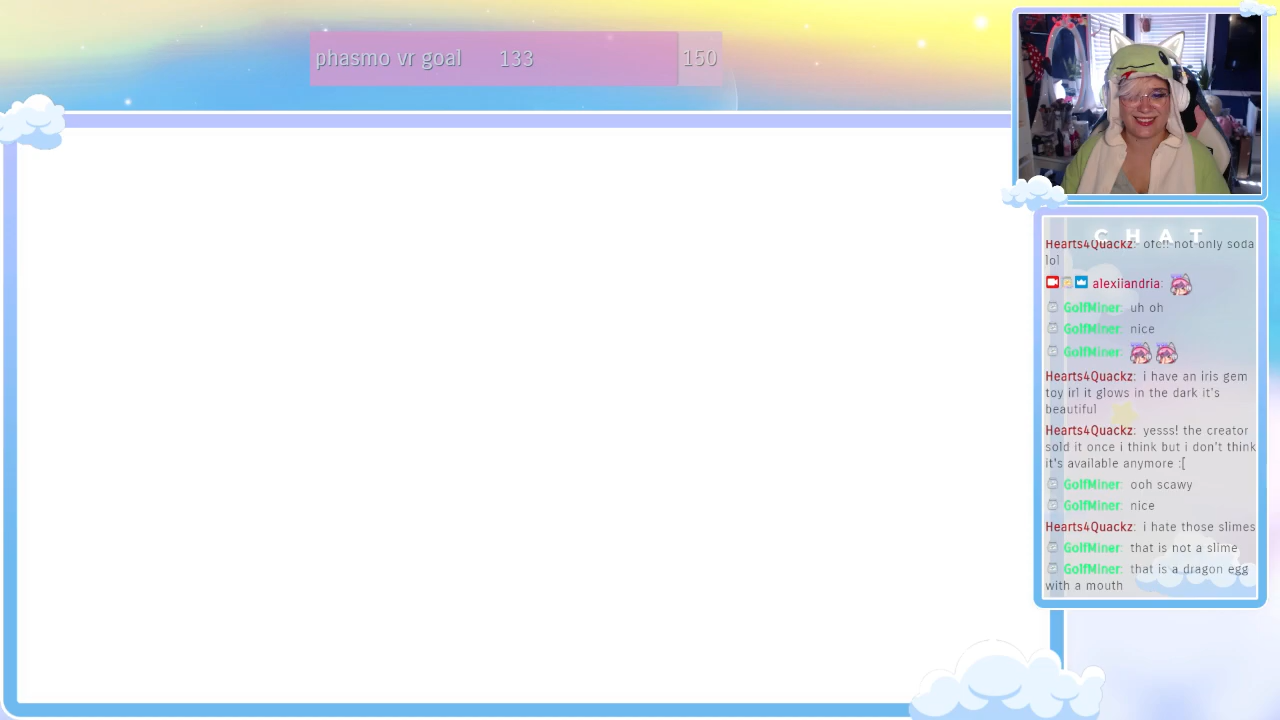 phasmo vr goal 133 150
CHAT
Hearts4Quackz: ofc!! not only soda
lol
alexiiandria:
GolfMiner: uh oh
GolfMiner: nice
GolfMiner:
Hearts4Quackz: i have an iris gem
toy irl it glows in the dark it's
beautiful
Hearts4Quackz: yesss! the creator
sold it once i think but i don't think
it's available anymore :[
GolfMiner: ooh scawy
GolfMiner: nice
Hearts4Quackz: i hate those slimes
GolfMiner: that is not a slime
GolfMiner: that is a dragon egg
with a mouth